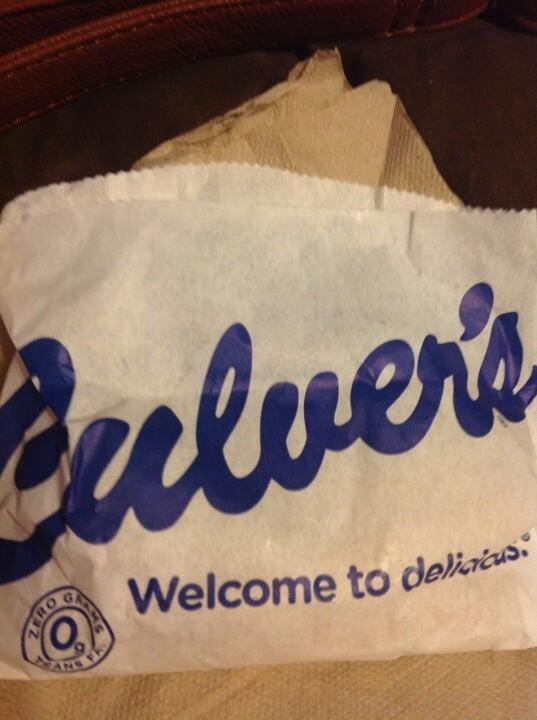 Culver's
Welcome to delicious.®
ZERO GRAMS
0g
TRANS FAT